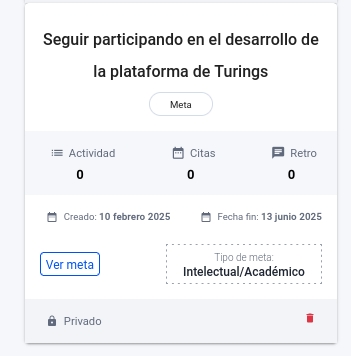 Seguir participando en el desarrollo de
la plataforma de Turings
Meta
Actividad Citas Retro
0 0 0
Creado: 10 febrero 2025 Fecha fin: 13 junio 2025
Ver meta
Tipo de meta:
Intelectual/Académico
Privado